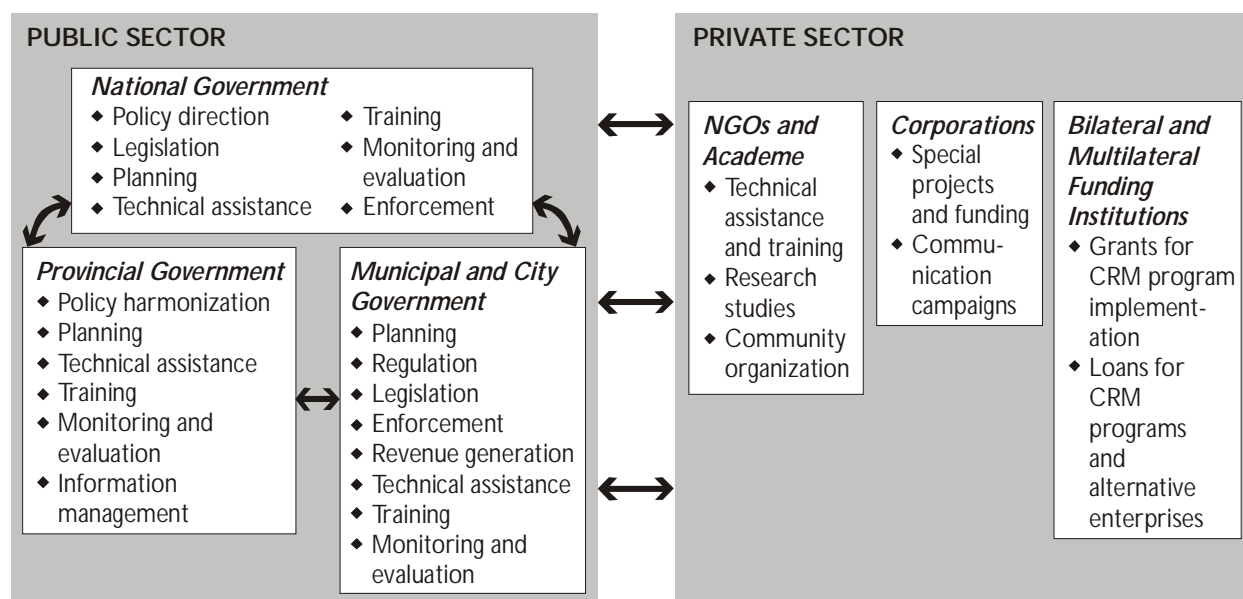 PUBLIC SECTOR
National Government
◆ Policy direction
◆ Legislation
◆ Planning
◆ Technical assistance
◆ Training
◆ Monitoring and
evaluation
◆ Enforcement
Provincial Government
◆ Policy harmonization
◆ Planning
◆ Technical assistance
◆ Training
◆ Monitoring and
evaluation
◆ Information
management
Municipal and City
Government
◆ Planning
◆ Regulation
◆ Legislation
◆ Enforcement
◆ Revenue generation
◆ Technical assistance
◆ Training
◆ Monitoring and
evaluation
PRIVATE SECTOR
NGOs and
Academe
◆ Technical
assistance
and training
◆ Research
studies
◆ Community
organization
Corporations
◆ Special
projects
and funding
◆ Commu-
nication
campaigns
Bilateral and
Multilateral
Funding
Institutions
◆ Grants for
CRM program
implement-
ation
◆ Loans for
CRM
programs
and
alternative
enterprises